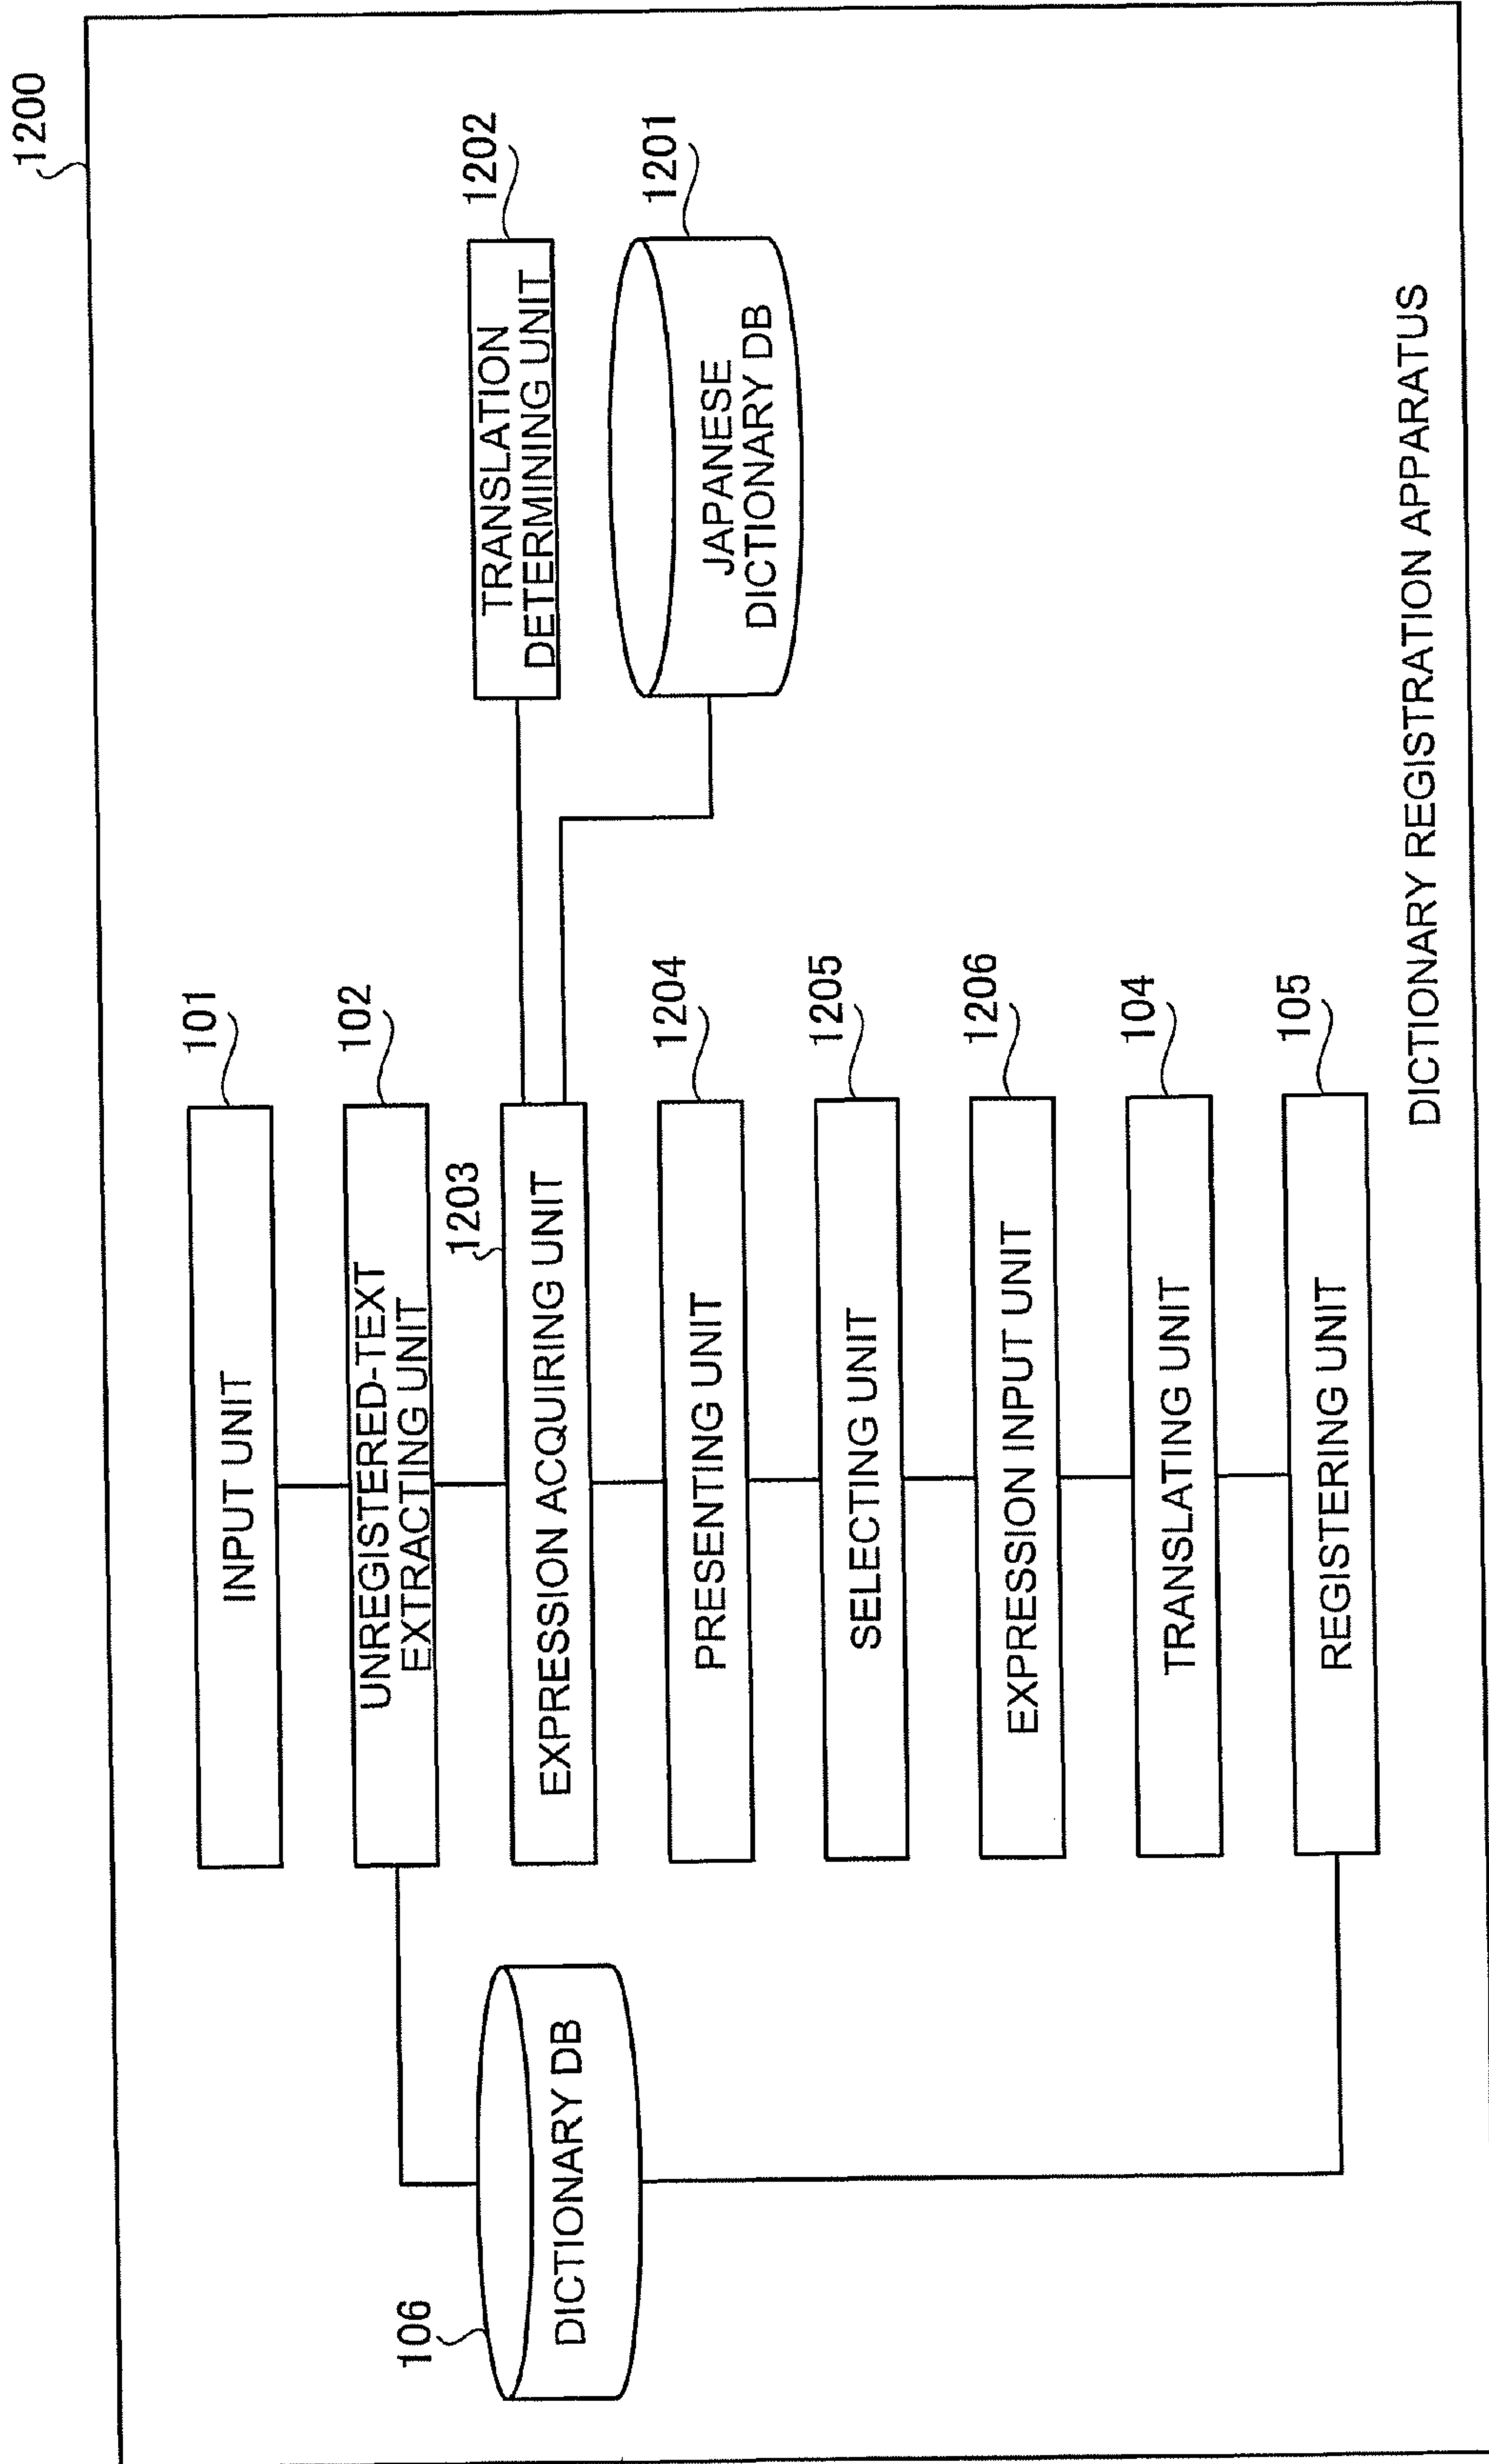 1200
101
INPUT UNIT
102
UNREGISTERED-TEXT
EXTRACTING UNIT
1203
EXPRESSION ACQUIRING UNIT
1202
TRANSLATION
DETERMINING UNIT
1201
JAPANESE
DICTIONARY DB
106
DICTIONARY DB
1204
PRESENTING UNIT
1205
SELECTING UNIT
1206
EXPRESSION INPUT UNIT
104
TRANSLATING UNIT
105
REGISTERING UNIT
DICTIONARY REGISTRATION APPARATUS